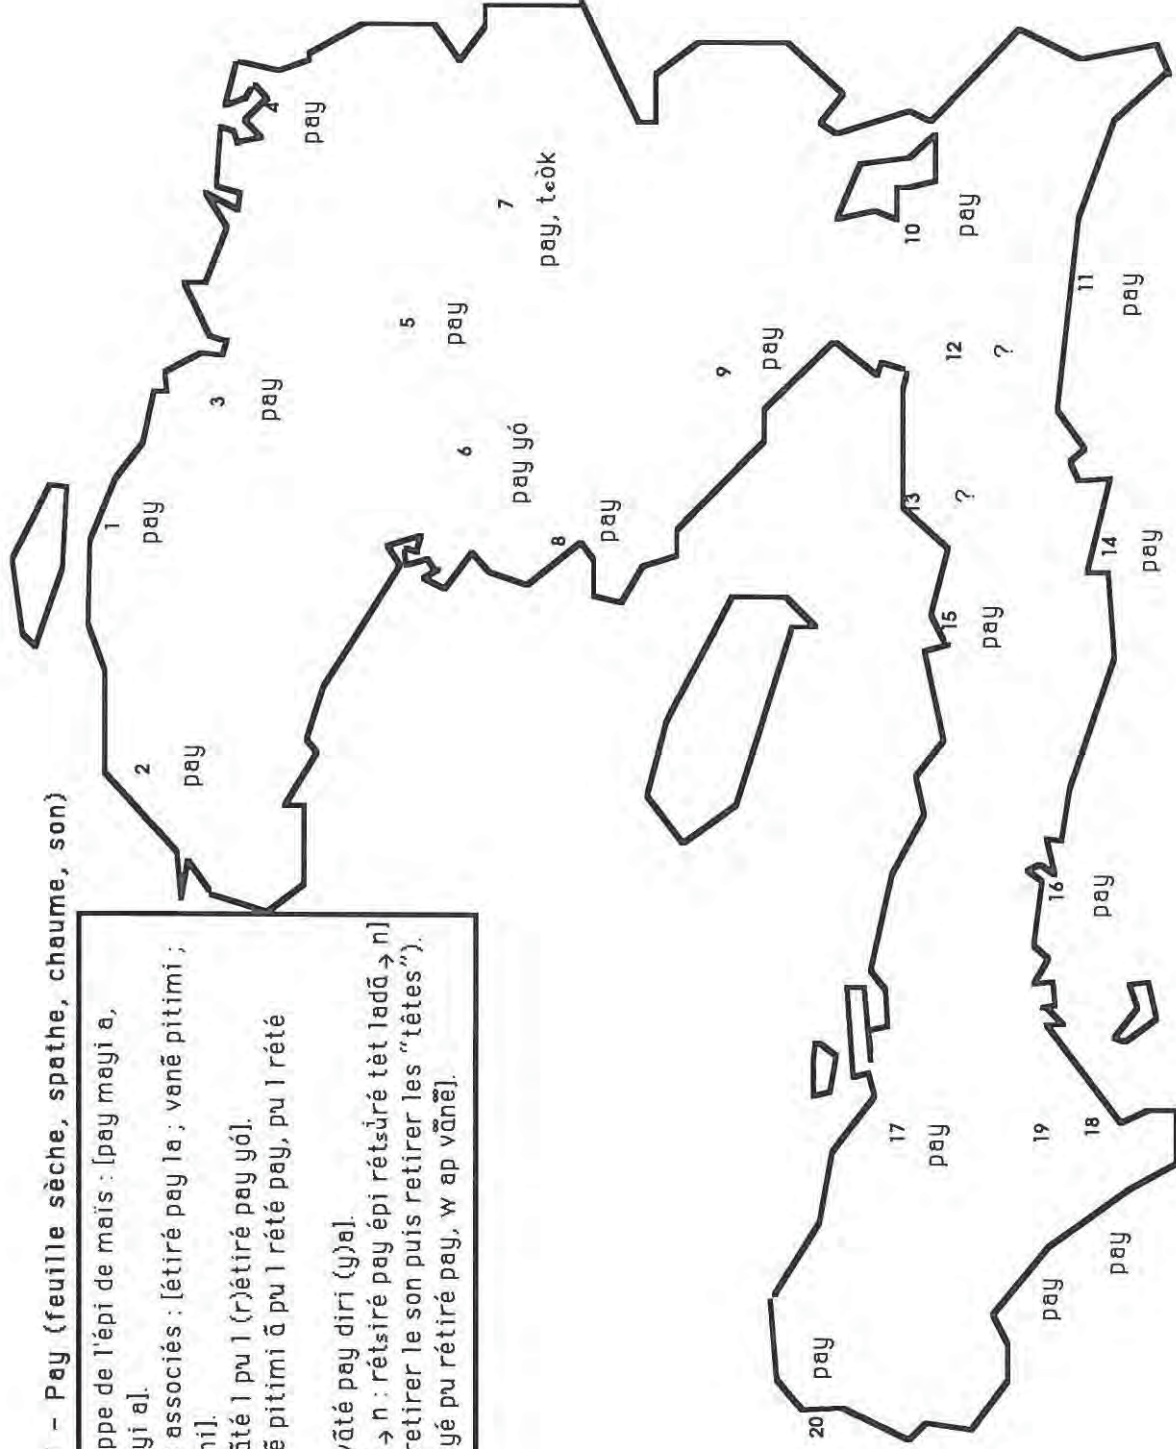 – Pay (feuille sèche, spathe, chaume, son)
ppe de l'épi de maïs : [pay mayi a,
yi a].
associés : [étiré pay la ; vanẽ pitimi ;
ni].
ãté l pu l (r)étiré pay yó].
ẽ pitimi ã pu l rété pay, pu l rété
vãté pay diri (y)a].
→ n : rétsiré pay épi rétsùré tèt ladã → n]
retirer le son puis retirer les "têtes").
yé pu rétiré pay, w ap vãnẽ].
1
pay
2
pay
3
pay
4
pay
5
pay
6
pay yó
7
pay, tɕòk
8
pay
9
pay
10
pay
11
pay
12
?
13
?
14
pay
15
pay
16
pay
17
pay
18
pay
19
pay
20
pay